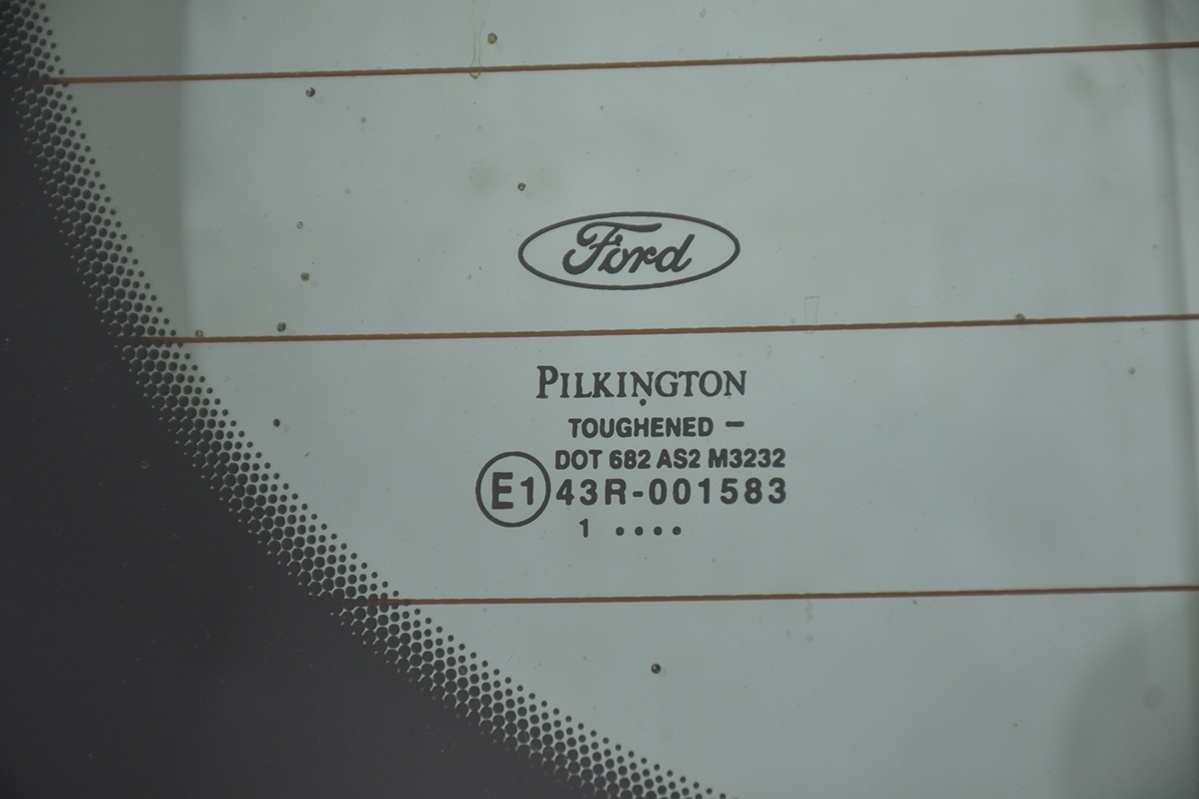 Ford
PILKINGTON
TOUGHENED –
DOT 682 AS2 M3232
E1 43R-001583
1 ....